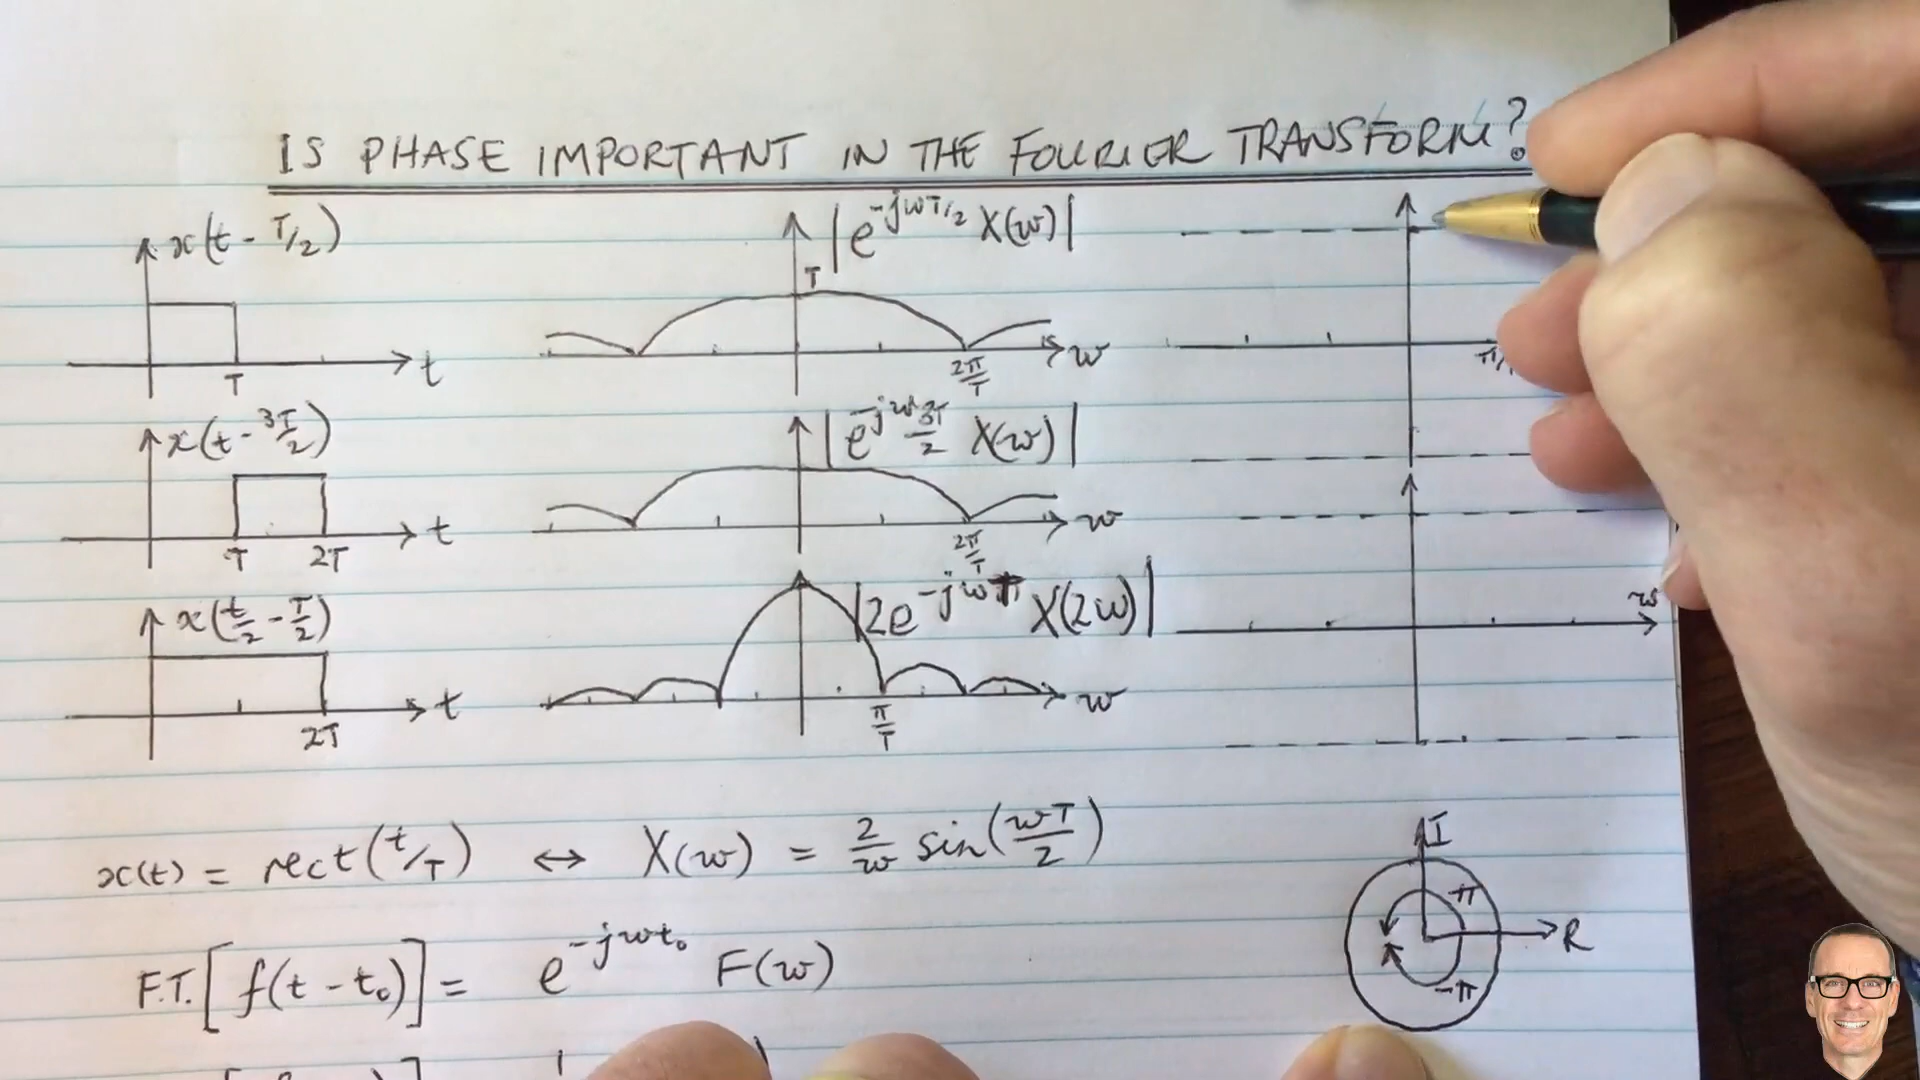 IS PHASE IMPORTANT IN THE FOURIER TRANSFORM?
x(t - T/2)
T
t
|e^{-jωT/2} X(ω)|
T
2π/T
ω
x(t - 3T/2)
T 2T
t
|e^{-jω3T/2} X(ω)|
2π/T
ω
ω
x(t/2 - T/2)
2T
t
|2e^{-jωT} X(2ω)|
π/T
ω
x(t) = rect(t/T) ↔ X(ω) = 2/ω sin(ωT/2)
F.T.[f(t - t₀)] = e^{-jωt₀} F(ω)
I
R
π
-π